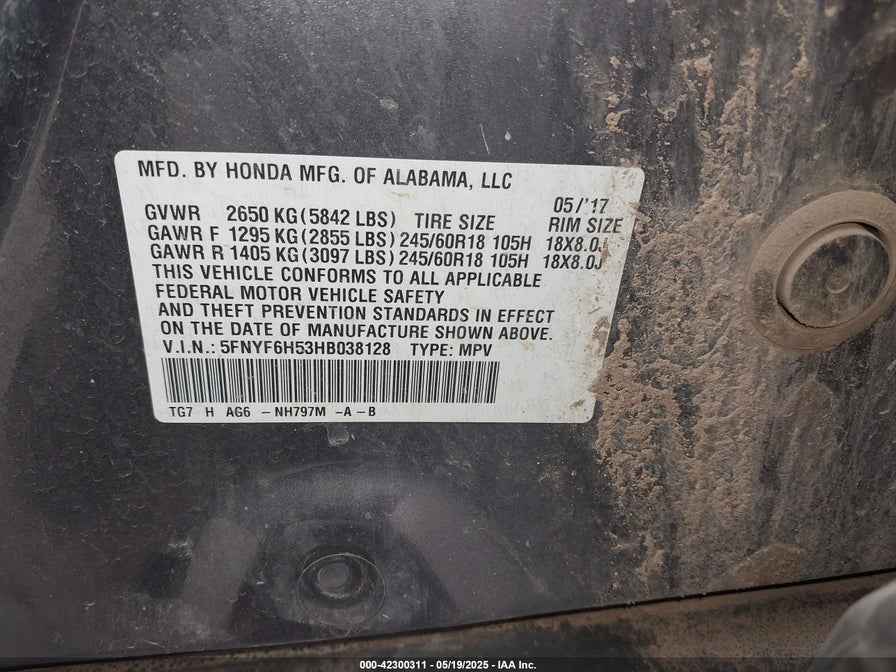 MFD. BY HONDA MFG. OF ALABAMA, LLC
05/'17
GVWR 2650 KG(5842 LBS) TIRE SIZE RIM SIZE
GAWR F 1295 KG(2855 LBS) 245/60R18 105H 18X8.0J
GAWR R 1405 KG(3097 LBS) 245/60R18 105H 18X8.0J
THIS VEHICLE CONFORMS TO ALL APPLICABLE
FEDERAL MOTOR VEHICLE SAFETY
AND THEFT PREVENTION STANDARDS IN EFFECT
ON THE DATE OF MANUFACTURE SHOWN ABOVE.
V.I.N.: 5FNYF6H53HB038128 TYPE: MPV
TG7 H AG6 -NH797M -A-B
000-42300311 - 05/19/2025 - IAA Inc.